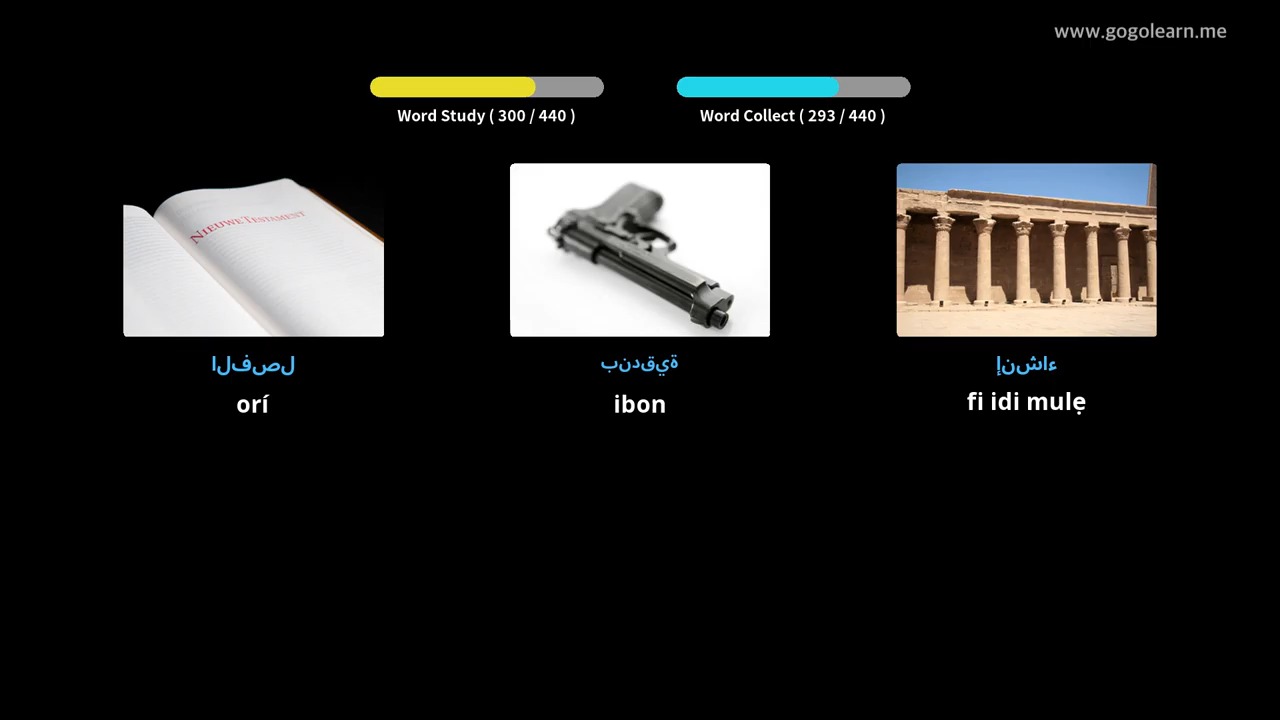 www.gogolearn.me
Word Study ( 300 / 440 )
Word Collect ( 293 / 440 )
NIEUWE TESTAMENT
الفصل
بندقية
إنشاء
orí
ibon
fi idi mulẹ